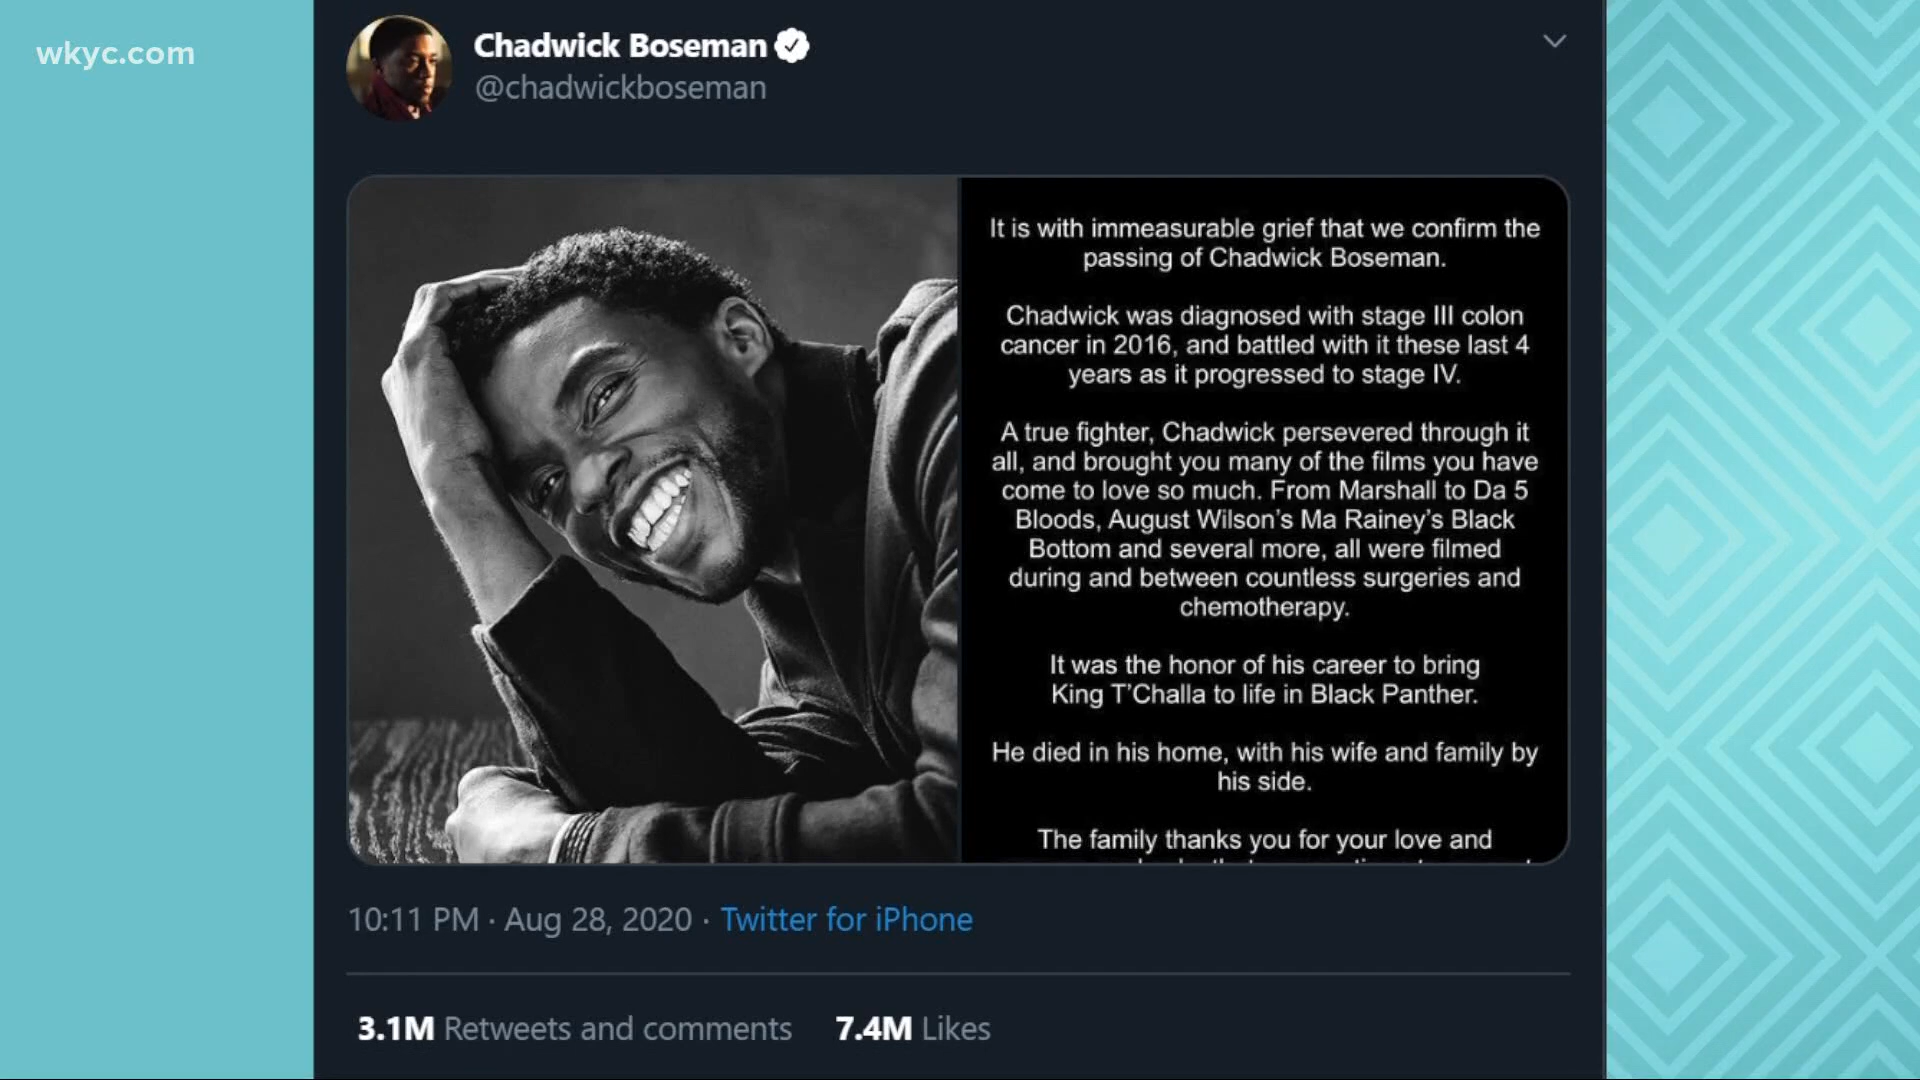 wkyc.com
Chadwick Boseman
@chadwickboseman
It is with immeasurable grief that we confirm the
passing of Chadwick Boseman.
Chadwick was diagnosed with stage III colon
cancer in 2016, and battled with it these last 4
years as it progressed to stage IV.
A true fighter, Chadwick persevered through it
all, and brought you many of the films you have
come to love so much. From Marshall to Da 5
Bloods, August Wilson’s Ma Rainey’s Black
Bottom and several more, all were filmed
during and between countless surgeries and
chemotherapy.
It was the honor of his career to bring
King T’Challa to life in Black Panther.
He died in his home, with his wife and family by
his side.
The family thanks you for your love and
10:11 PM · Aug 28, 2020 · Twitter for iPhone
3.1M Retweets and comments 7.4M Likes